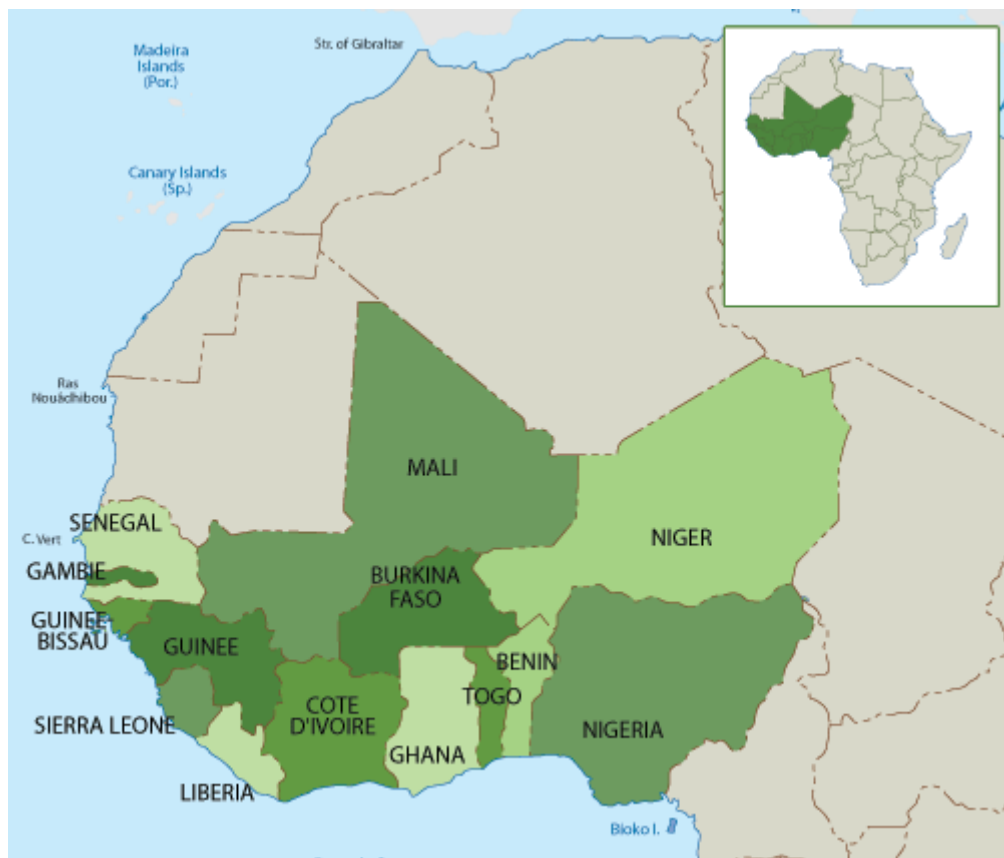 Madeira
Islands
(Por.)
Str. of Gibraltar
Canary Islands
(Sp.)
Ras
Nouâdhibou
MALI
SENEGAL
C. Vert
NIGER
GAMBIE
BURKINA
FASO
GUINEE
BISSAU
GUINEE
BENIN
TOGO
COTE
D'IVOIRE
SIERRA LEONE
NIGERIA
GHANA
LIBERIA
Bioko I.